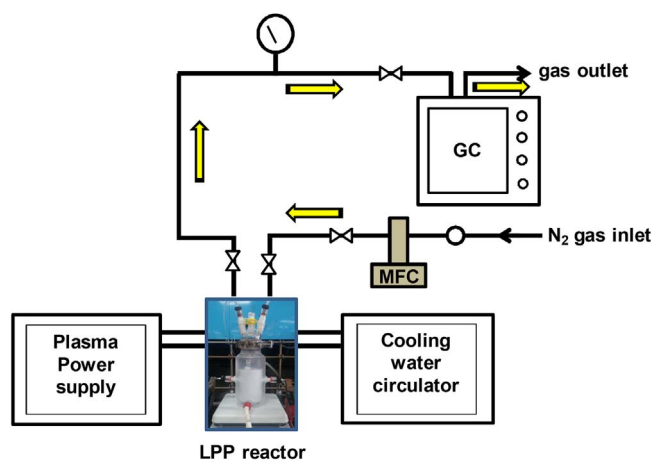 gas outlet
GC
N₂ gas inlet
MFC
Plasma
Power
supply
Cooling
water
circulator
LPP reactor